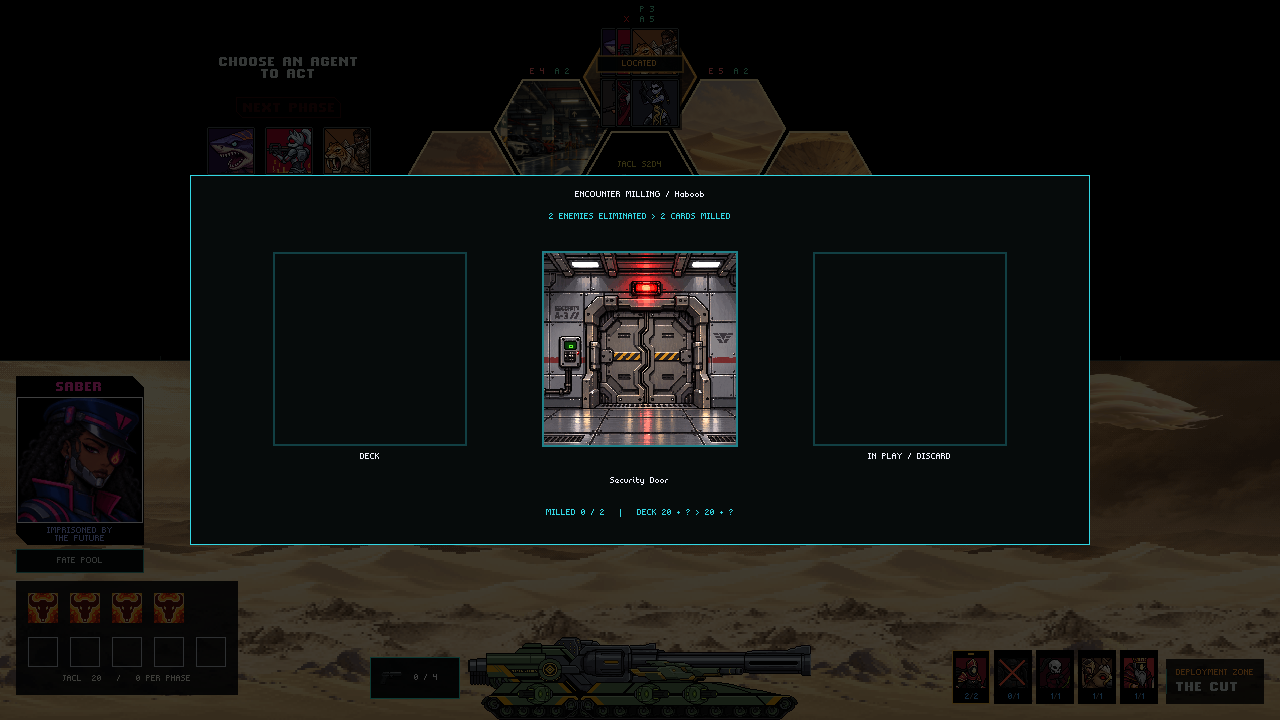 P 3
X A 5
CHOOSE AN AGENT
TO ACT
LOCATED
E 4 A 2
E 5 A 2
NEXT PHASE
TACL S2D4
ENCOUNTER MILLING / Haboob
2 ENEMIES ELIMINATED > 2 CARDS MILLED
SECURITY
A-3 //
DECK
IN PLAY / DISCARD
Security Door
MILLED 0 / 2 | DECK 20 + ? > 20 + ?
SABER
IMPRISONED BY
THE FUTURE
FATE POOL
TACL 20 / 0 PER PHASE
0 / 4
2/2
0/1
1/1
1/1
1/1
DEPLOYMENT ZONE
THE CUT